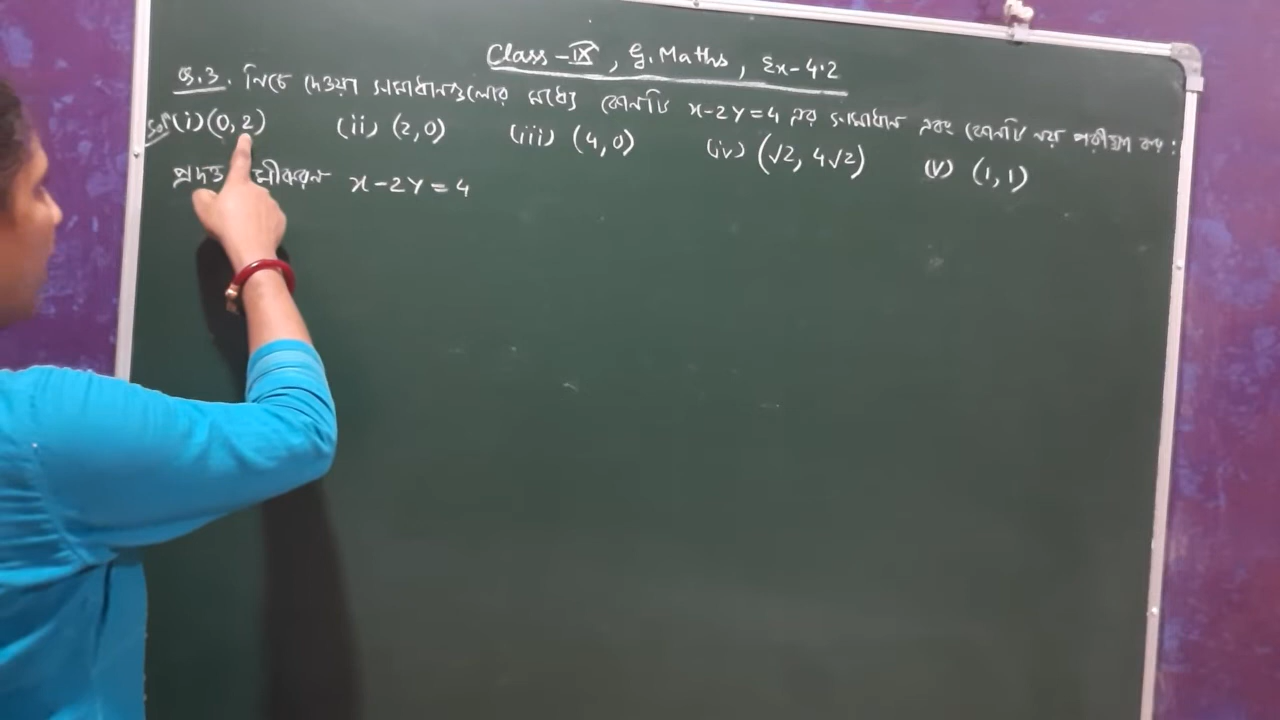 Class-IX, G.Maths, Ex-4.2
Q.3. নিচে দেওয়া সমাধানগুলোর মধ্যে কোনটি x-2Y=4 এর সমাধান এবং কোনটি নয় পরীক্ষা কর:
Sol (i)(0,2) (ii) (2,0) (iii) (4,0) (iv) (√2, 4√2) (V) (1,1)
প্রদত্ত x-2Y=4